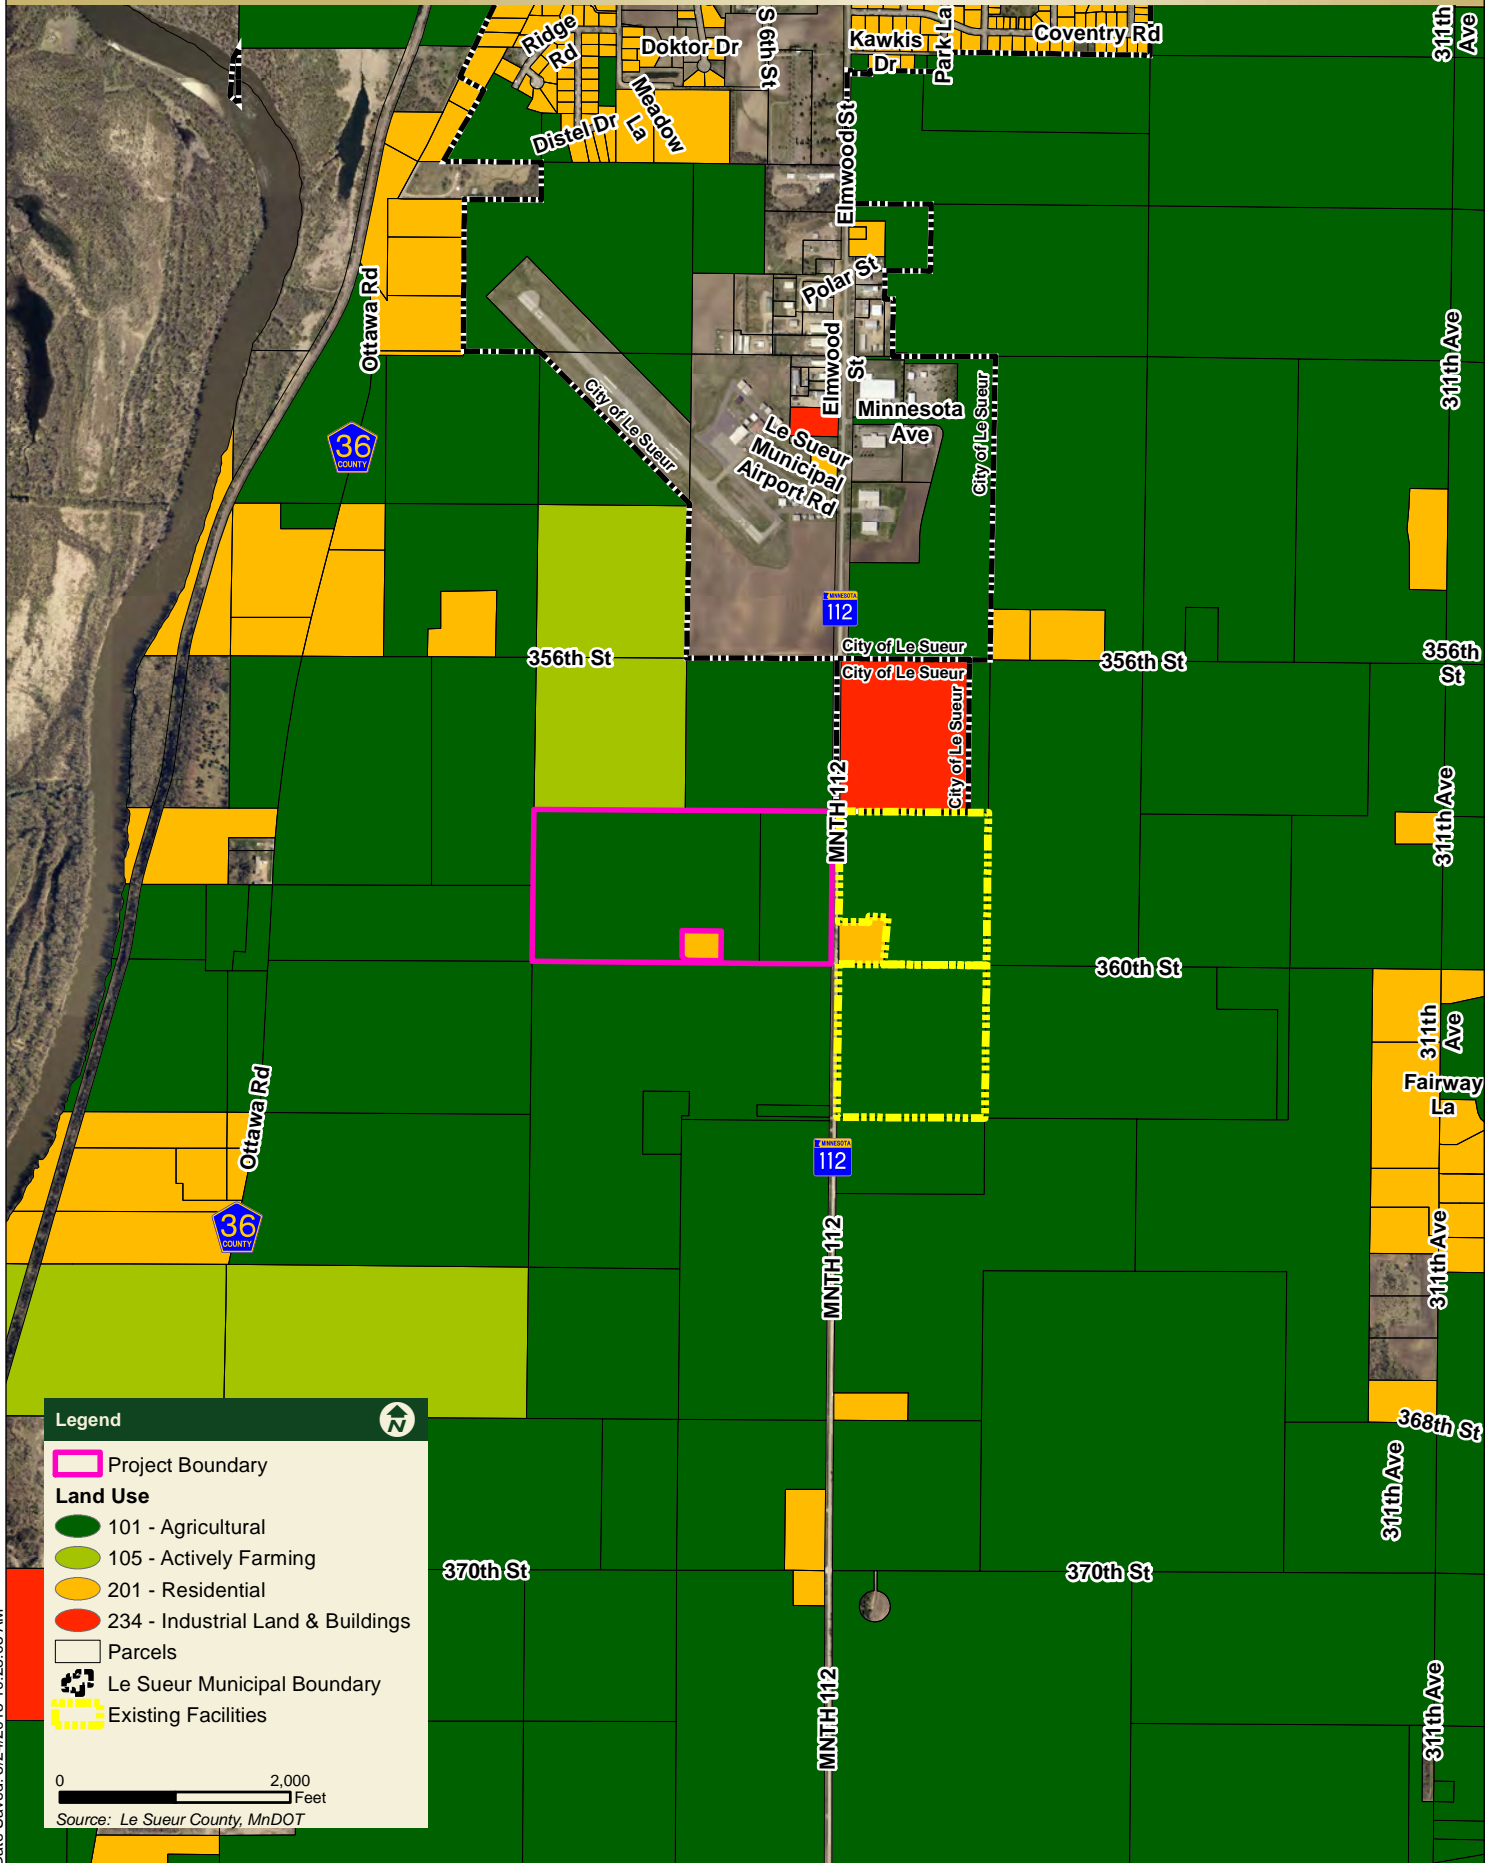 Ridge
Rd
Doktor Dr
S 6th St
Kawkis
Dr
Park La
Coventry Rd
311th
Ave
Meadow
La
Distel Dr
Elmwood St
Ottawa Rd
Polar St
Elmwood
St
311th Ave
City of Le Sueur
Minnesota
Ave
City of Le Sueur
Le Sueur
Municipal
Airport Rd
36
COUNTY
MINNESOTA
112
356th St
City of Le Sueur
City of Le Sueur
356th St
356th
St
City of Le Sueur
MNTH 112
311th Ave
360th St
311th
Ave
Fairway
La
Ottawa Rd
MINNESOTA
112
36
COUNTY
MNTH 112
311th Ave
368th St
311th Ave
370th St
370th St
MNTH 112
311th Ave
Legend
N
Project Boundary
Land Use
101 - Agricultural
105 - Actively Farming
201 - Residential
234 - Industrial Land & Buildings
Parcels
Le Sueur Municipal Boundary
Existing Facilities
0 2,000
Feet
Source: Le Sueur County, MnDOT